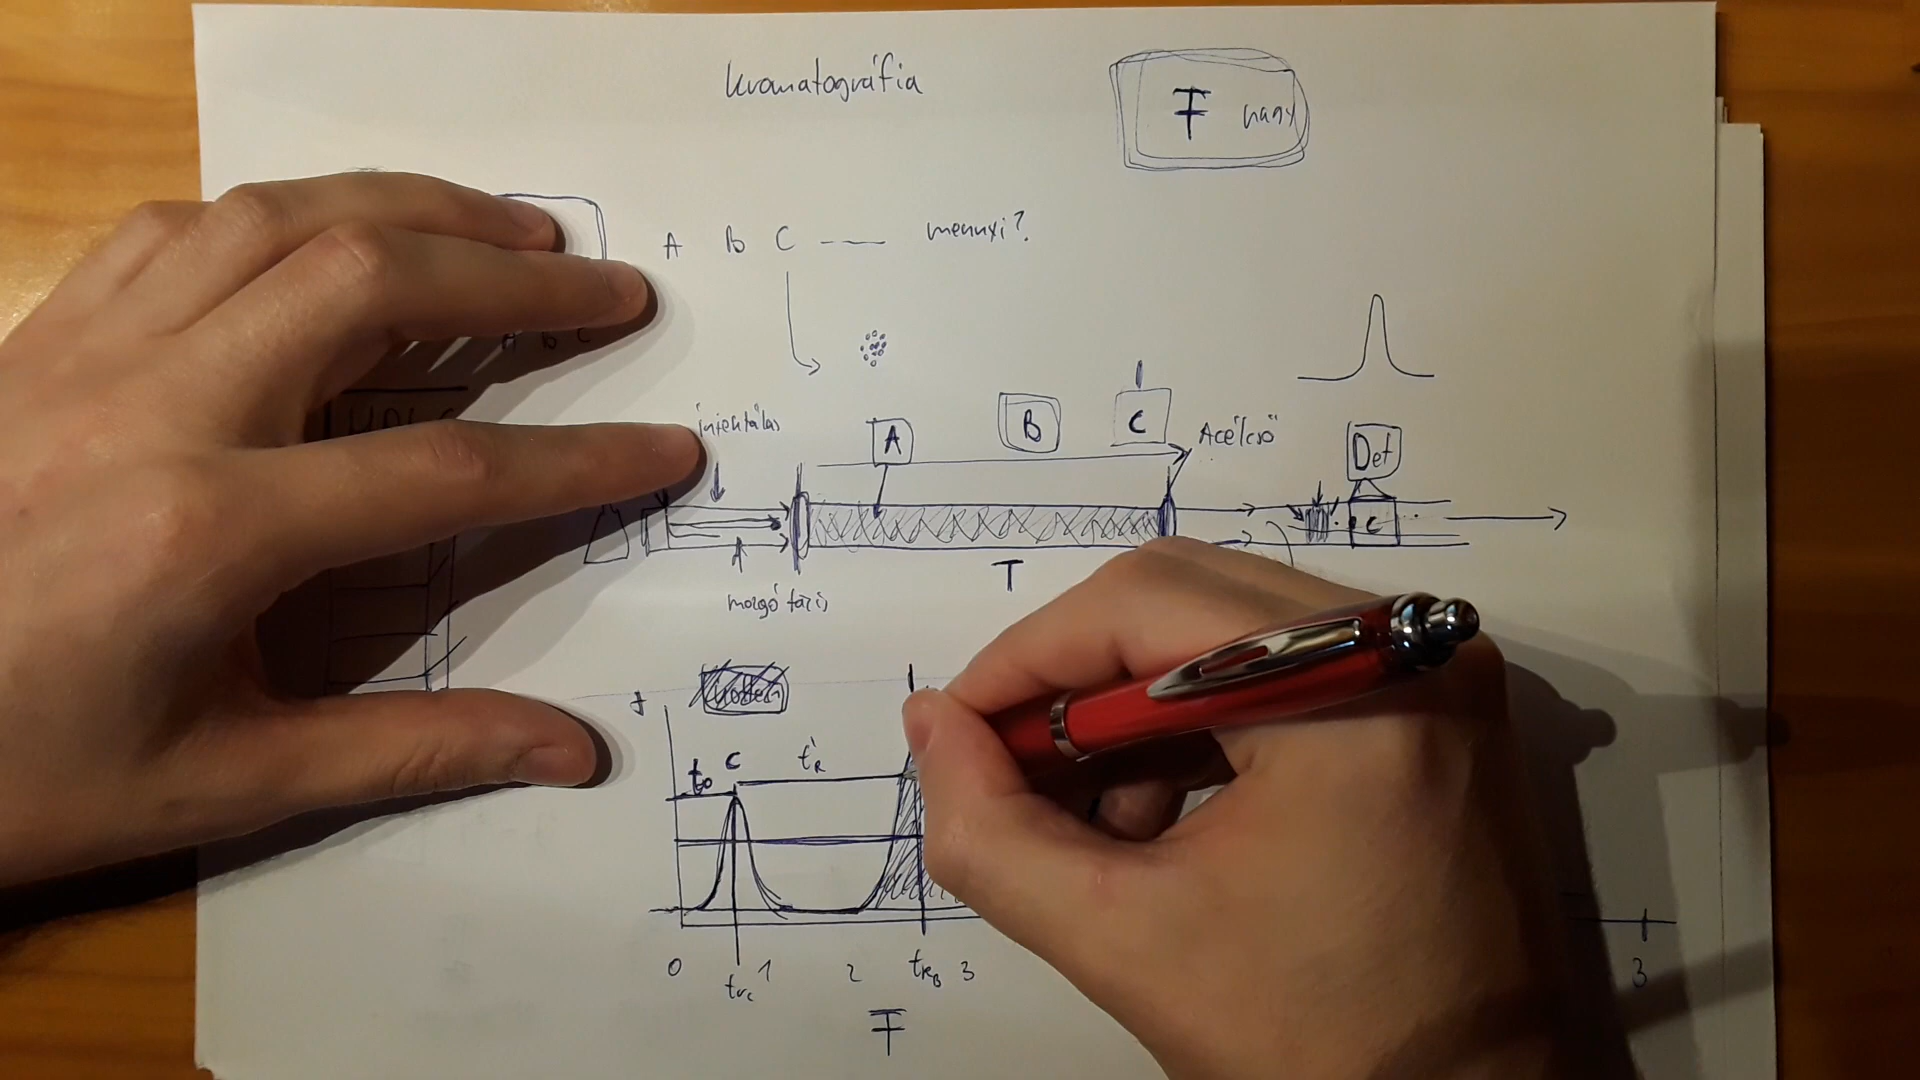 kromatográfia
F nagy
A B C mennyi?
A B C
injektálás
A
B
C
Acélcső
Det
C
mozgó fázis
T
t₀
C
t'R
0 1 2 tRB 3
tRC
3
F